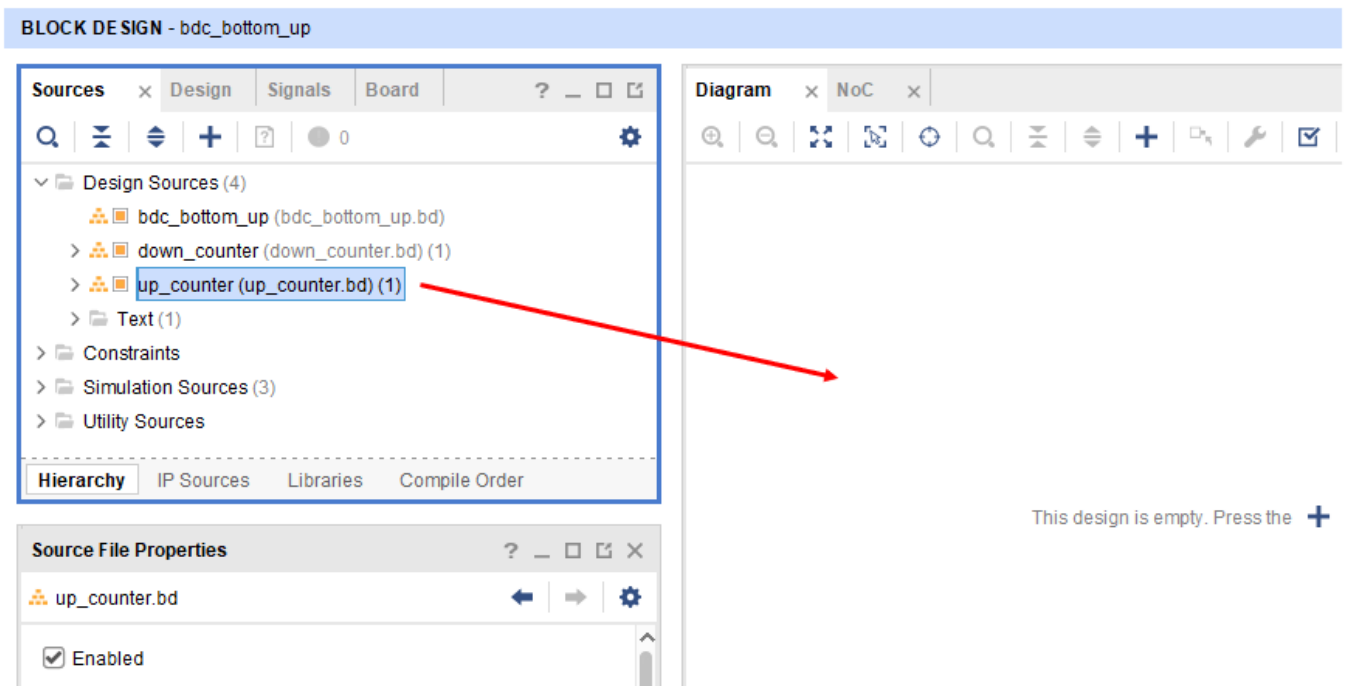 BLOCK DESIGN - bdc_bottom_up
Sources Design Signals Board ?
0
Design Sources (4)
bdc_bottom_up (bdc_bottom_up.bd)
down_counter (down_counter.bd) (1)
up_counter (up_counter.bd) (1)
Text (1)
Constraints
Simulation Sources (3)
Utility Sources
Hierarchy IP Sources Libraries Compile Order
Source File Properties ?
up_counter.bd
Enabled
Diagram NoC
This design is empty. Press the